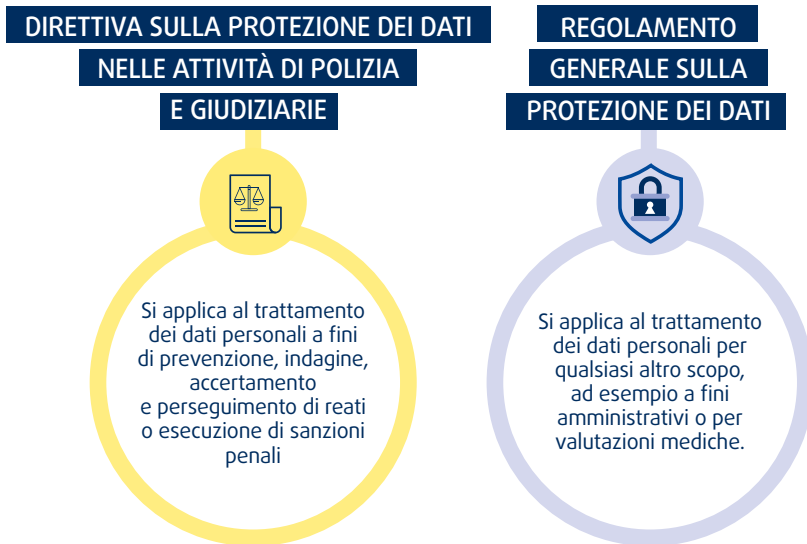 DIRETTIVA SULLA PROTEZIONE DEI DATI
NELLE ATTIVITÀ DI POLIZIA
E GIUDIZIARIE
Si applica al trattamento
dei dati personali a fini
di prevenzione, indagine,
accertamento
e perseguimento di reati
o esecuzione di sanzioni
penali
REGOLAMENTO
GENERALE SULLA
PROTEZIONE DEI DATI
Si applica al trattamento
dei dati personali per
qualsiasi altro scopo,
ad esempio a fini
amministrativi o per
valutazioni mediche.